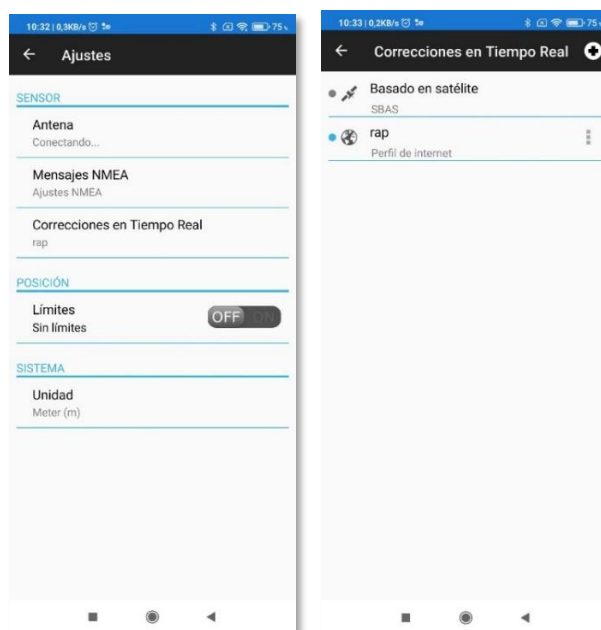 10:32 | 0,3KB/s
75
Ajustes
SENSOR
Antena
Conectando...
Mensajes NMEA
Ajustes NMEA
Correcciones en Tiempo Real
rap
POSICIÓN
Límites
Sin límites
OFF ON
SISTEMA
Unidad
Meter (m)
10:33 | 0,2KB/s
75
Correcciones en Tiempo Real
Basado en satélite
SBAS
rap
Perfil de internet